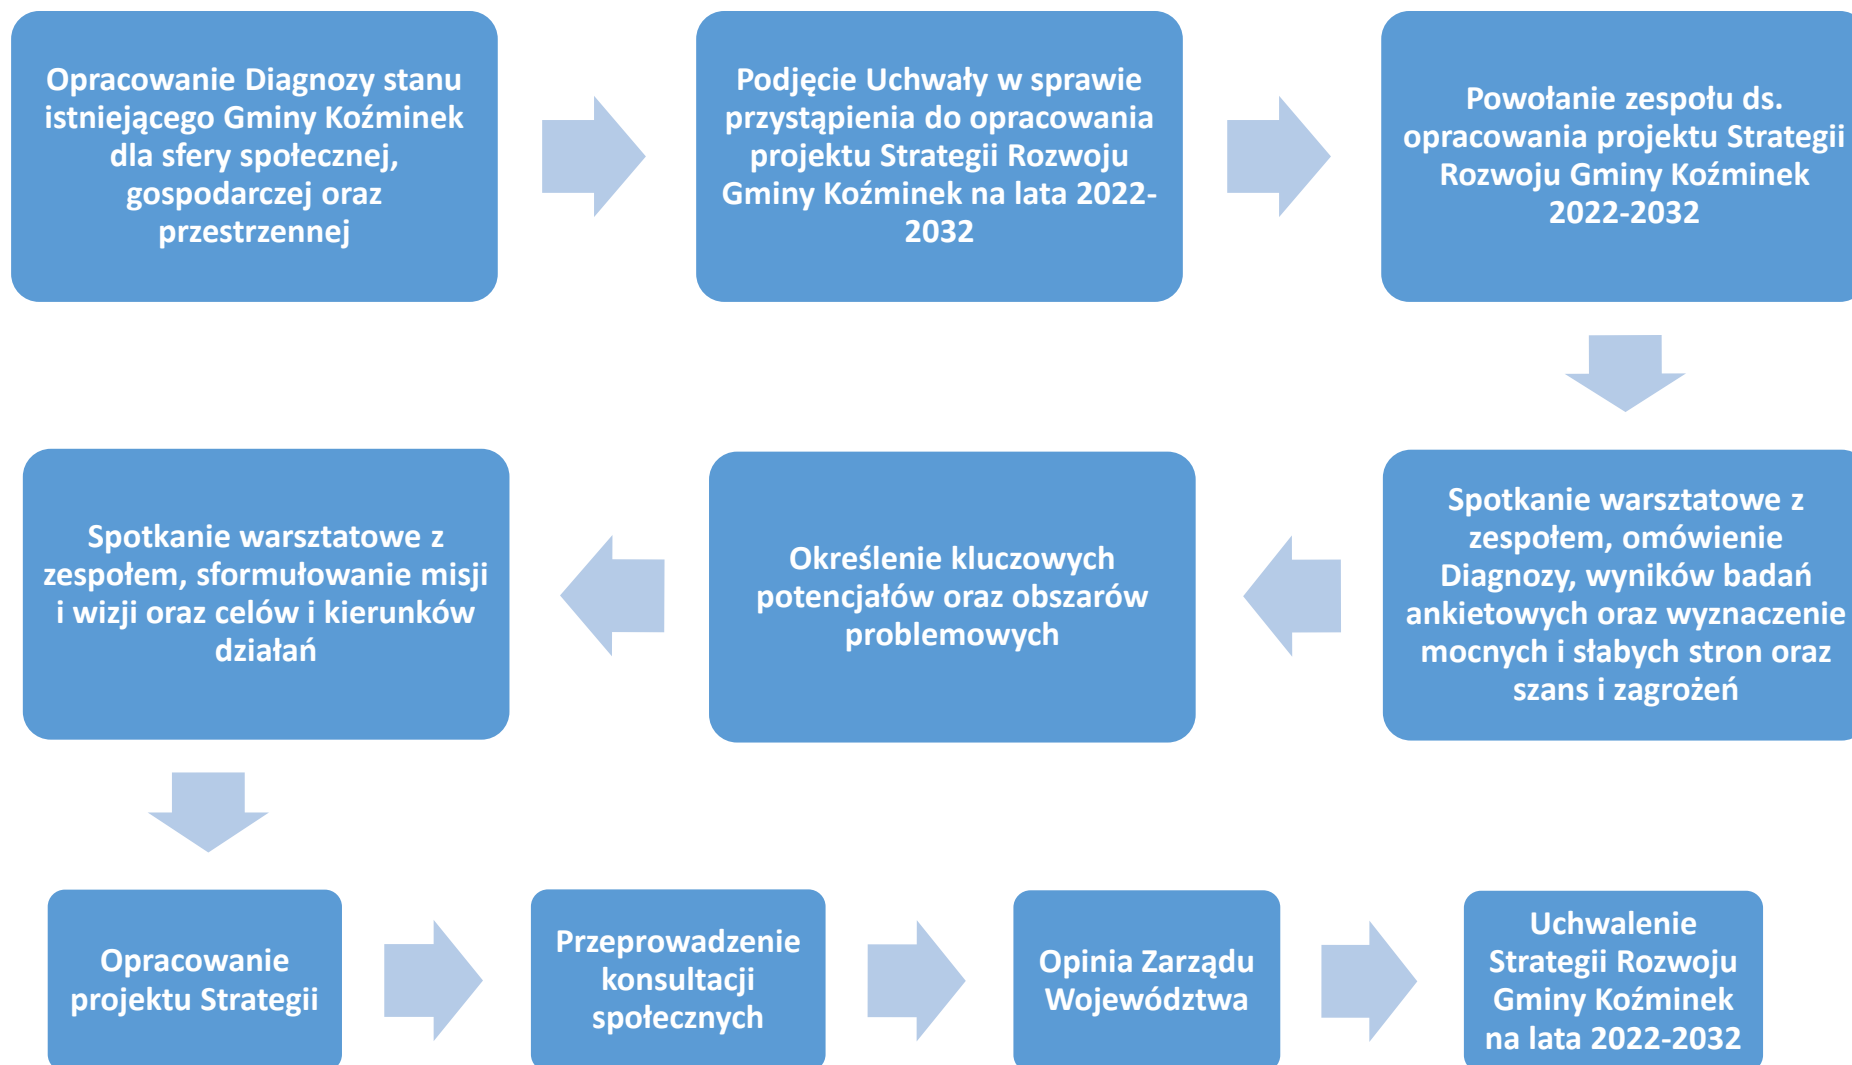 Opracowanie Diagnozy stanu
istniejącego Gminy Koźminek
dla sfery społecznej,
gospodarczej oraz
przestrzennej
Podjęcie Uchwały w sprawie
przystąpienia do opracowania
projektu Strategii Rozwoju
Gminy Koźminek na lata 2022-
2032
Powołanie zespołu ds.
opracowania projektu Strategii
Rozwoju Gminy Koźminek
2022-2032
Spotkanie warsztatowe z
zespołem, omówienie
Diagnozy, wyników badań
ankietowych oraz wyznaczenie
mocnych i słabych stron oraz
szans i zagrożeń
Określenie kluczowych
potencjałów oraz obszarów
problemowych
Spotkanie warsztatowe z
zespołem, sformułowanie misji
i wizji oraz celów i kierunków
działań
Opracowanie
projektu Strategii
Przeprowadzenie
konsultacji
społecznych
Opinia Zarządu
Województwa
Uchwalenie
Strategii Rozwoju
Gminy Koźminek
na lata 2022-2032